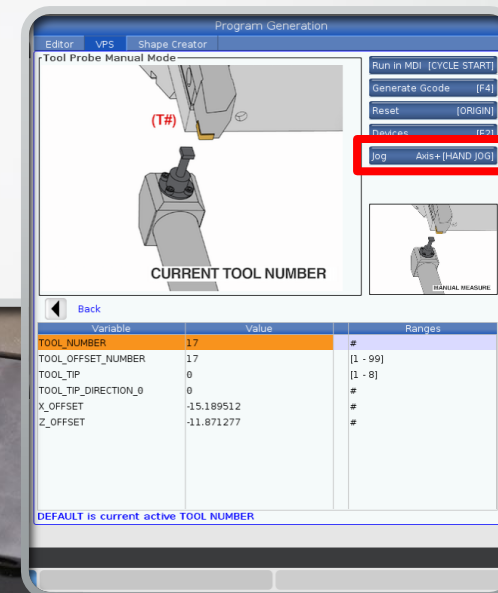 Program Generation
Editor VPS Shape Creator
Tool Probe Manual Mode
(T#)
CURRENT TOOL NUMBER
Run in MDI [CYCLE START]
Generate Gcode [F4]
Reset [ORIGIN]
Devices [F2]
Jog Axis+[HAND JOG]
MANUAL MEASURE
Back
Variable Value Ranges
TOOL_NUMBER 17 #
TOOL_OFFSET_NUMBER 17 [1 - 99]
TOOL_TIP 0 [1 - 8]
TOOL_TIP_DIRECTION_0 0 #
X_OFFSET -15.189512 #
Z_OFFSET -11.871277 #
DEFAULT is current active TOOL NUMBER